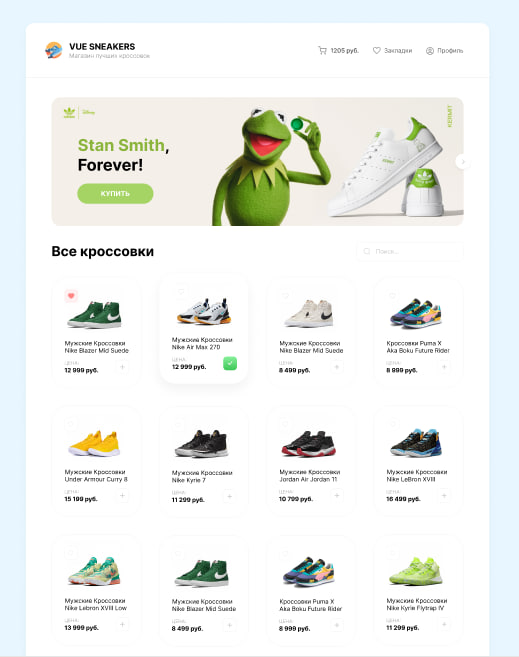 VUE SNEAKERS
Магазин лучших кроссовок
1205 руб.
Закладки
Профиль
adidas
Disney
KERMIT
Stan Smith,
Forever!
КУПИТЬ
Все кроссовки
Поиск...
Мужские Кроссовки
Nike Blazer Mid Suede
ЦЕНА:
12 999 руб.
Мужские Кроссовки
Nike Air Max 270
ЦЕНА:
12 999 руб.
Мужские Кроссовки
Nike Blazer Mid Suede
ЦЕНА:
8 499 руб.
Кроссовки Puma X
Aka Boku Future Rider
ЦЕНА:
8 999 руб.
Мужские Кроссовки
Under Armour Curry 8
ЦЕНА:
15 199 руб.
Мужские Кроссовки
Nike Kyrie 7
ЦЕНА:
11 299 руб.
Мужские Кроссовки
Jordan Air Jordan 11
ЦЕНА:
10 799 руб.
Мужские Кроссовки
Nike LeBron XVIII
ЦЕНА:
16 499 руб.
Мужские Кроссовки
Nike Lebron XVIII Low
ЦЕНА:
13 999 руб.
Мужские Кроссовки
Nike Blazer Mid Suede
ЦЕНА:
8 499 руб.
Кроссовки Puma X
Aka Boku Future Rider
ЦЕНА:
8 999 руб.
Мужские Кроссовки
Nike Kyrie Flytrap IV
ЦЕНА:
11 299 руб.